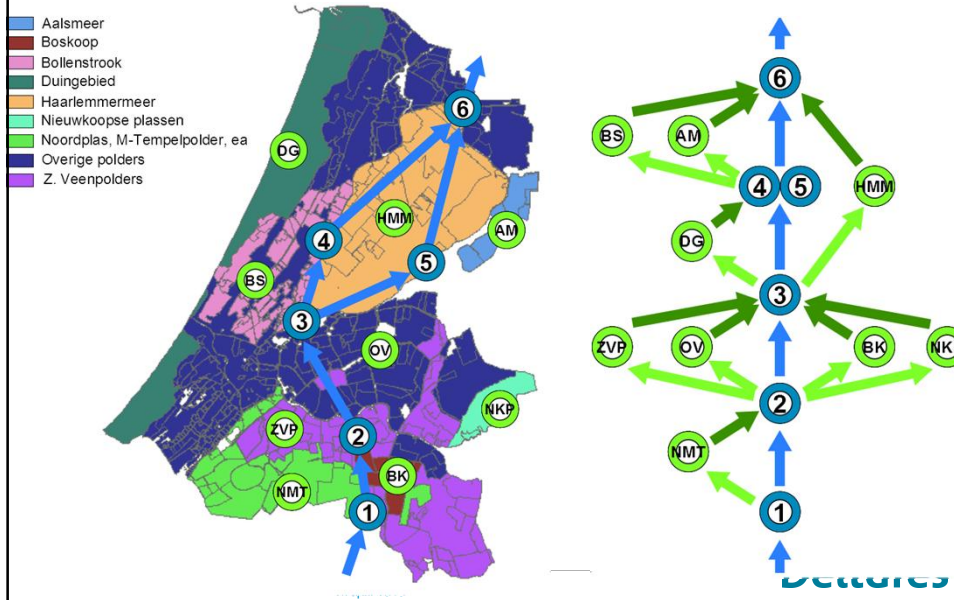 Aalsmeer
Boskoop
Bollenstrook
Duingebied
Haarlemmermeer
Nieuwkoopse plassen
Noordplas, M-Tempelpolder, ea
Overige polders
Z. Veenpolders
6
DG
HMM
AM
4
5
BS
3
OV
NKP
2
ZVP
BK
NMT
1
6
BS
AM
4
5
HMM
DG
3
ZVP
OV
BK
NK
2
NMT
1
Deltares